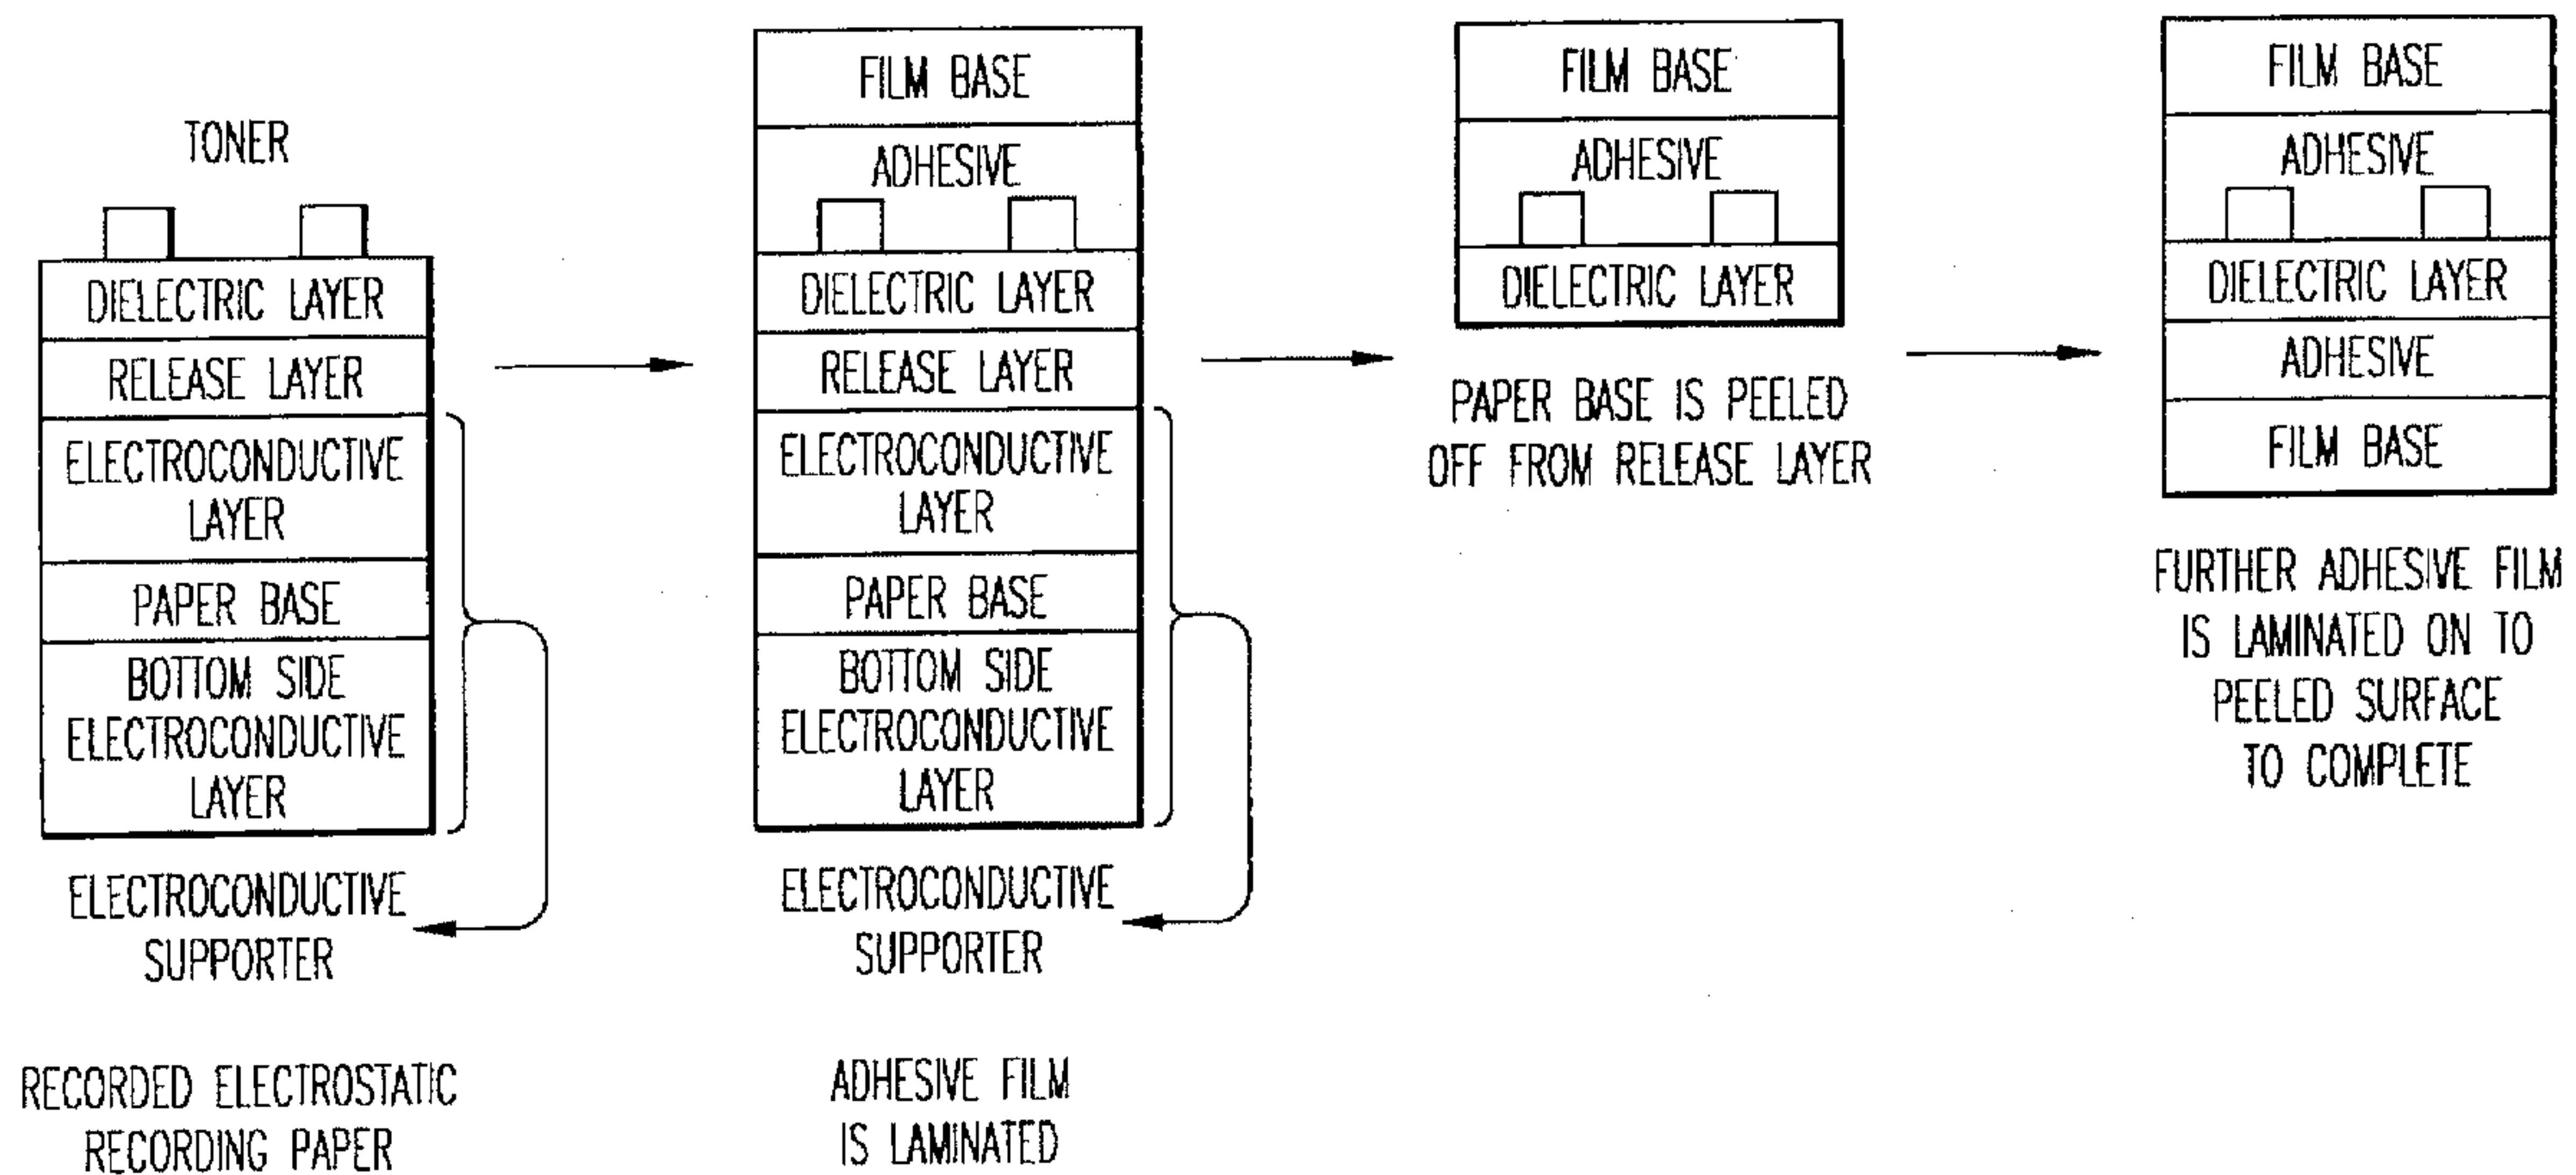 TONER
DIELECTRIC LAYER
RELEASE LAYER
ELECTROCONDUCTIVE
LAYER
PAPER BASE
BOTTOM SIDE
ELECTROCONDUCTIVE
LAYER
ELECTROCONDUCTIVE
SUPPORTER
RECORDED ELECTROSTATIC
RECORDING PAPER
FILM BASE
ADHESIVE
DIELECTRIC LAYER
RELEASE LAYER
ELECTROCONDUCTIVE
LAYER
PAPER BASE
BOTTOM SIDE
ELECTROCONDUCTIVE
LAYER
ELECTROCONDUCTIVE
SUPPORTER
ADHESIVE FILM
IS LAMINATED
FILM BASE
ADHESIVE
DIELECTRIC LAYER
PAPER BASE IS PEELED
OFF FROM RELEASE LAYER
FILM BASE
ADHESIVE
DIELECTRIC LAYER
ADHESIVE
FILM BASE
FURTHER ADHESIVE FILM
IS LAMINATED ON TO
PEELED SURFACE
TO COMPLETE